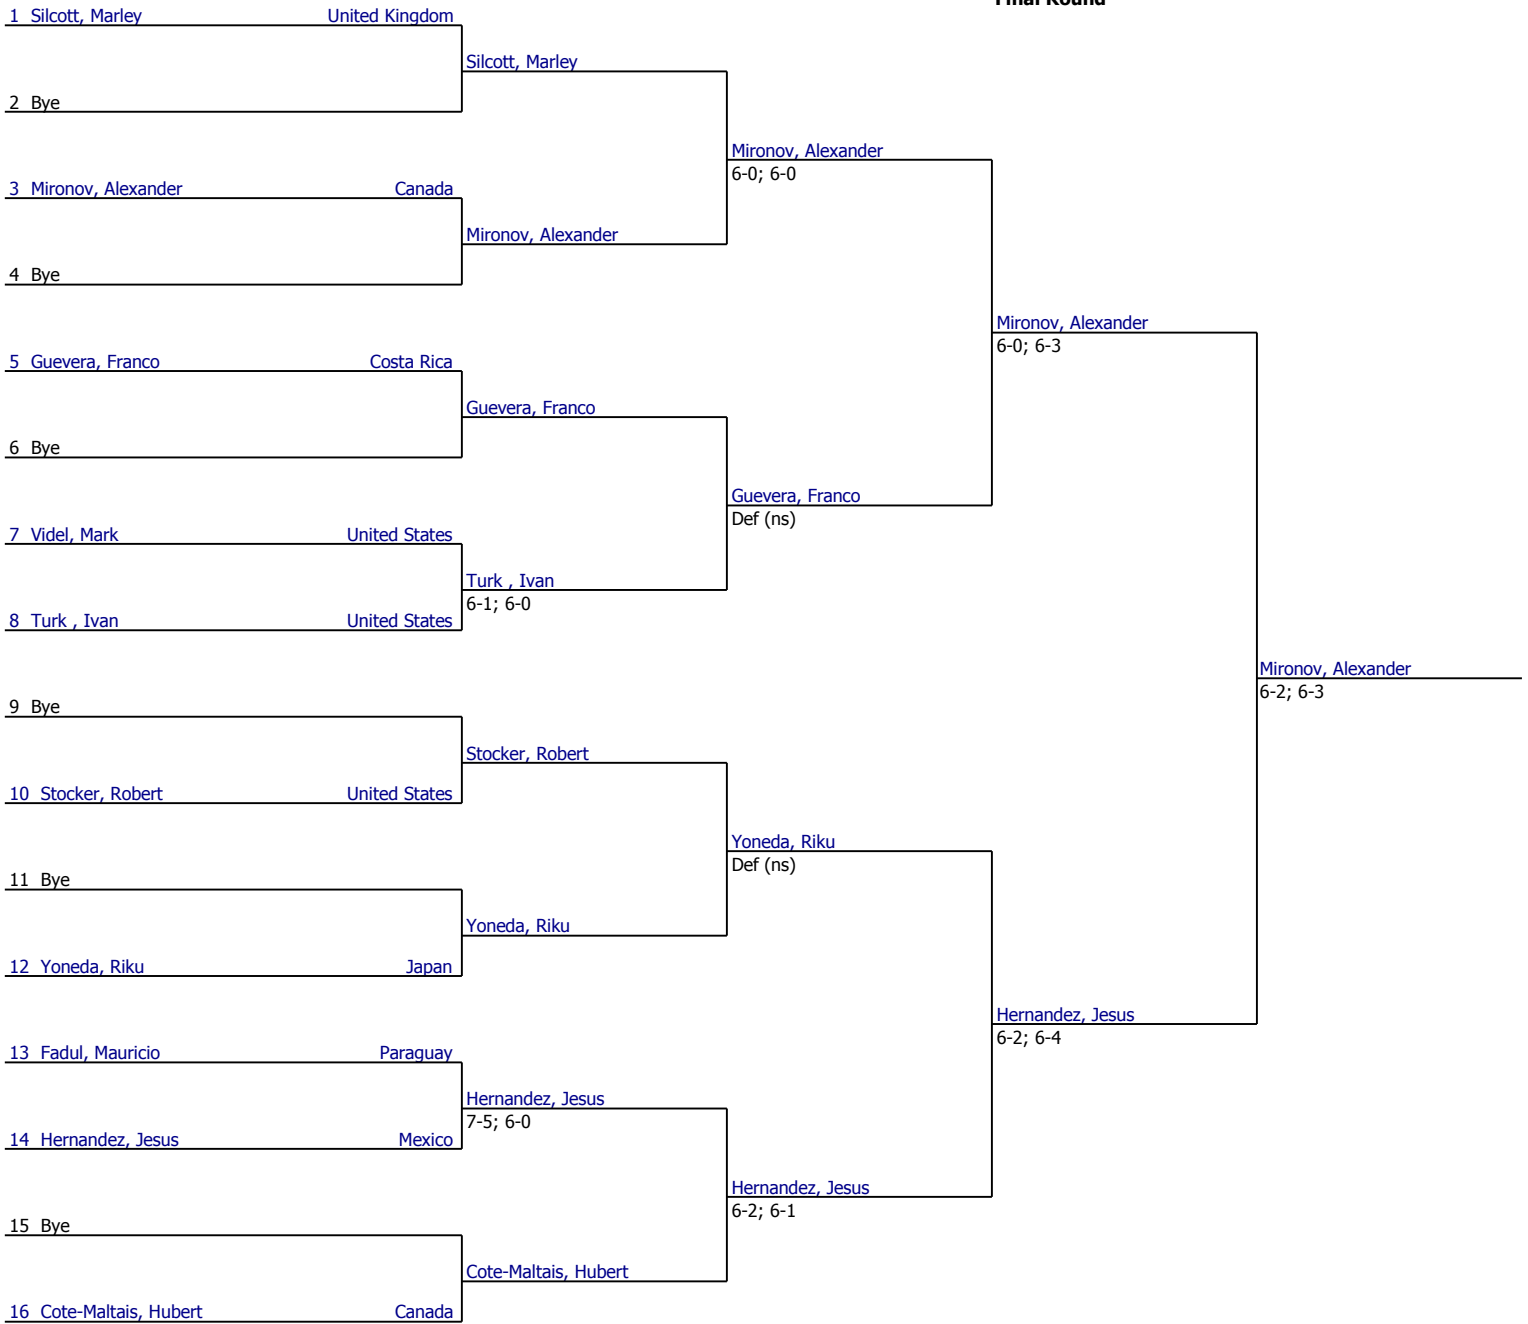 Final Round
1 Silcott, Marley United Kingdom
Silcott, Marley
2 Bye
Mironov, Alexander
6-0; 6-0
3 Mironov, Alexander Canada
Mironov, Alexander
4 Bye
Mironov, Alexander
6-0; 6-3
5 Guevera, Franco Costa Rica
Guevera, Franco
6 Bye
Guevera, Franco
Def (ns)
7 Videl, Mark United States
Turk , Ivan
6-1; 6-0
8 Turk , Ivan United States
Mironov, Alexander
6-2; 6-3
9 Bye
Stocker, Robert
10 Stocker, Robert United States
Yoneda, Riku
Def (ns)
11 Bye
Yoneda, Riku
12 Yoneda, Riku Japan
Hernandez, Jesus
6-2; 6-4
13 Fadul, Mauricio Paraguay
Hernandez, Jesus
7-5; 6-0
14 Hernandez, Jesus Mexico
Hernandez, Jesus
6-2; 6-1
15 Bye
Cote-Maltais, Hubert
16 Cote-Maltais, Hubert Canada